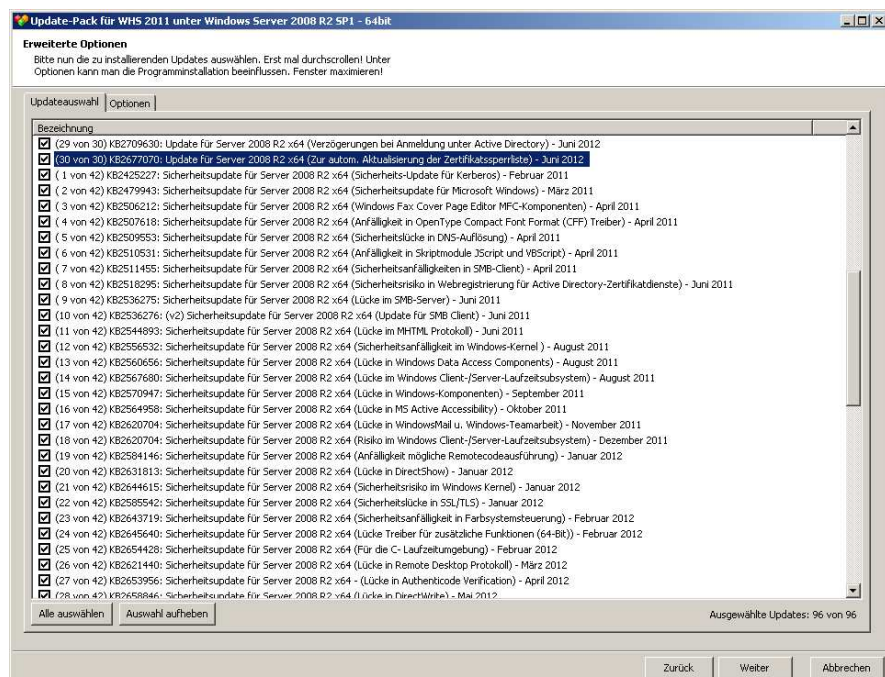 Update-Pack für WHS 2011 unter Windows Server 2008 R2 SP1 - 64bit
Erweiterte Optionen
Bitte nun die zu installierenden Updates auswählen. Erst mal durchscrollen! Unter
Optionen kann man die Programminstallation beeinflussen. Fenster maximieren!
Updateauswahl Optionen
Bezeichnung
(29 von 30) KB2709630: Update für Server 2008 R2 x64 (Verzögerungen bei Anmeldung unter Active Directory) - Juni 2012
(30 von 30) KB2677070: Update für Server 2008 R2 x64 (Zur autom. Aktualisierung der Zertifikatssperrliste) - Juni 2012
( 1 von 42) KB2425227: Sicherheitsupdate für Server 2008 R2 x64 (Sicherheits-Update für Kerberos) - Februar 2011
( 2 von 42) KB2479943: Sicherheitsupdate für Server 2008 R2 x64 (Sicherheitsupdate für Microsoft Windows) - März 2011
( 3 von 42) KB2506212: Sicherheitsupdate für Server 2008 R2 x64 (Windows Fax Cover Page Editor MFC-Komponenten) - April 2011
( 4 von 42) KB2507618: Sicherheitsupdate für Server 2008 R2 x64 (Anfälligkeit in OpenType Compact Font Format (CFF) Treiber) - April 2011
( 5 von 42) KB2509553: Sicherheitsupdate für Server 2008 R2 x64 (Sicherheitslücke in DNS-Auflösung) - April 2011
( 6 von 42) KB2510531: Sicherheitsupdate für Server 2008 R2 x64 (Anfälligkeit in Skriptmodule JScript und VBScript) - April 2011
( 7 von 42) KB2511455: Sicherheitsupdate für Server 2008 R2 x64 (Sicherheitsanfälligkeiten in SMB-Client) - April 2011
( 8 von 42) KB2518295: Sicherheitsupdate für Server 2008 R2 x64 (Sicherheitsrisiko in Webregistrierung für Active Directory-Zertifikatdienste) - Juni 2011
( 9 von 42) KB2536275: Sicherheitsupdate für Server 2008 R2 x64 (Lücke im SMB-Server) - Juni 2011
(10 von 42) KB2536276: (v2) Sicherheitsupdate für Server 2008 R2 x64 (Update für SMB Client) - Juni 2011
(11 von 42) KB2544893: Sicherheitsupdate für Server 2008 R2 x64 (Lücke im MHTML Protokoll) - Juni 2011
(12 von 42) KB2556532: Sicherheitsupdate für Server 2008 R2 x64 (Sicherheitsanfälligkeit im Windows-Kernel ) - August 2011
(13 von 42) KB2560656: Sicherheitsupdate für Server 2008 R2 x64 (Lücke in Windows Data Access Components) - August 2011
(14 von 42) KB2567680: Sicherheitsupdate für Server 2008 R2 x64 (Lücke im Windows Client-/Server-Laufzeitsubsystem) - August 2011
(15 von 42) KB2570947: Sicherheitsupdate für Server 2008 R2 x64 (Lücke in Windows-Komponenten) - September 2011
(16 von 42) KB2564958: Sicherheitsupdate für Server 2008 R2 x64 (Lücke in MS Active Accessibility) - Oktober 2011
(17 von 42) KB2620704: Sicherheitsupdate für Server 2008 R2 x64 (Lücke in WindowsMail u. Windows-Teamarbeit) - November 2011
(18 von 42) KB2620704: Sicherheitsupdate für Server 2008 R2 x64 (Risiko im Windows Client-/Server-Laufzeitsubsystem) - Dezember 2011
(19 von 42) KB2584146: Sicherheitsupdate für Server 2008 R2 x64 (Anfälligkeit mögliche Remotecodeausführung) - Januar 2012
(20 von 42) KB2631813: Sicherheitsupdate für Server 2008 R2 x64 (Lücke in DirectShow) - Januar 2012
(21 von 42) KB2644615: Sicherheitsupdate für Server 2008 R2 x64 (Sicherheitsrisiko im Windows Kernel) - Januar 2012
(22 von 42) KB2585542: Sicherheitsupdate für Server 2008 R2 x64 (Sicherheitslücke in SSL/TLS) - Januar 2012
(23 von 42) KB2643719: Sicherheitsupdate für Server 2008 R2 x64 (Sicherheitsanfälligkeit in Farbsystemsteuerung) - Februar 2012
(24 von 42) KB2645640: Sicherheitsupdate für Server 2008 R2 x64 (Lücke Treiber für zusätzliche Funktionen (64-Bit)) - Februar 2012
(25 von 42) KB2654428: Sicherheitsupdate für Server 2008 R2 x64 (Für die C- Laufzeitumgebung) - Februar 2012
(26 von 42) KB2621440: Sicherheitsupdate für Server 2008 R2 x64 (Lücke in Remote Desktop Protokoll) - März 2012
(27 von 42) KB2653956: Sicherheitsupdate für Server 2008 R2 x64 - (Lücke in Authenticode Verification) - April 2012
(28 von 42) KB2658846: Sicherheitsupdate für Server 2008 R2 x64 (Lücke in DirectWrite) - Mai 2012
Alle auswählen Auswahl aufheben Ausgewählte Updates: 96 von 96
Zurück Weiter Abbrechen